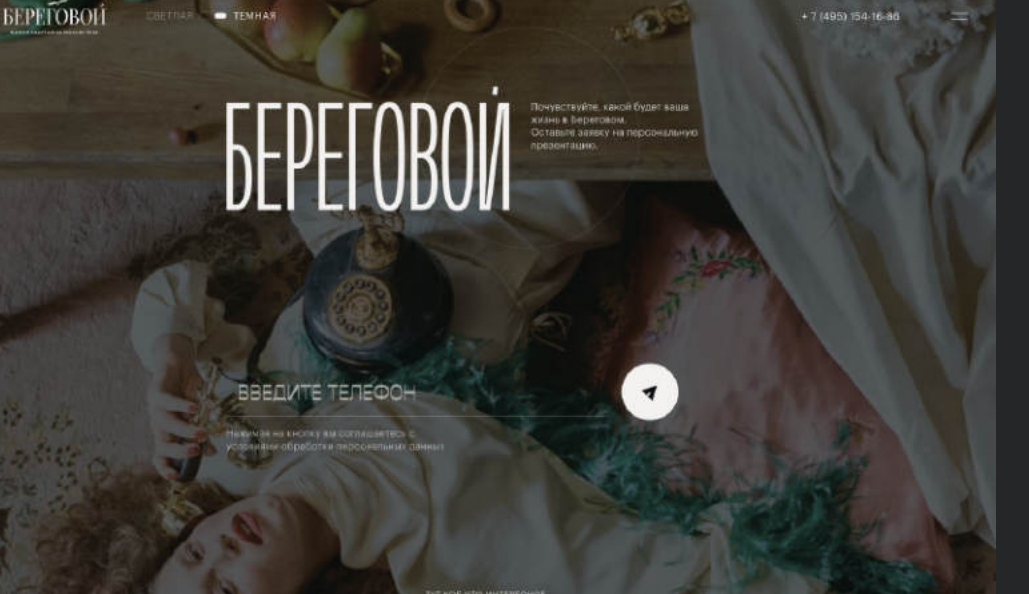 БЕРЕГОВОЙ
СВЕТЛАЯ ТЕМНАЯ
+ 7 (495) 154-16-86
БЕРЕГОВОЙ
Почувствуйте, какой будет ваша
жизнь в Береговом.
Оставьте заявку на персональную
презентацию.
ВВЕДИТЕ ТЕЛЕФОН
Нажимая на кнопку вы соглашаетесь с
условиями обработки персональных данных